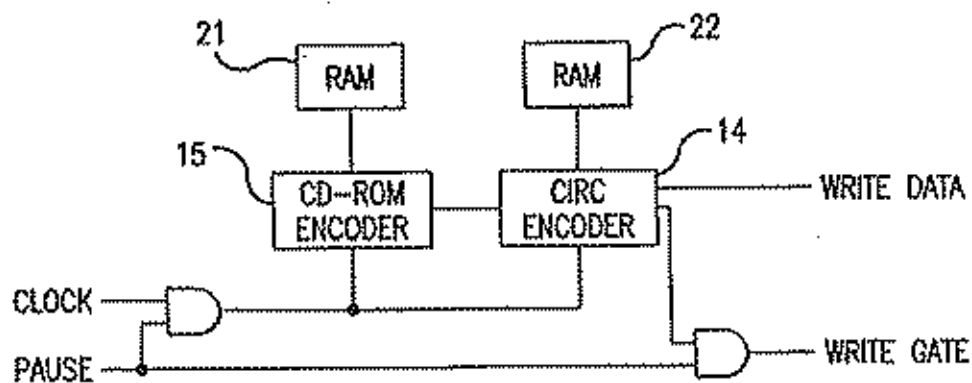 21
22
RAM
RAM
14
15
CD-ROM
ENCODER
CIRC
ENCODER
WRITE DATA
CLOCK
PAUSE
WRITE GATE